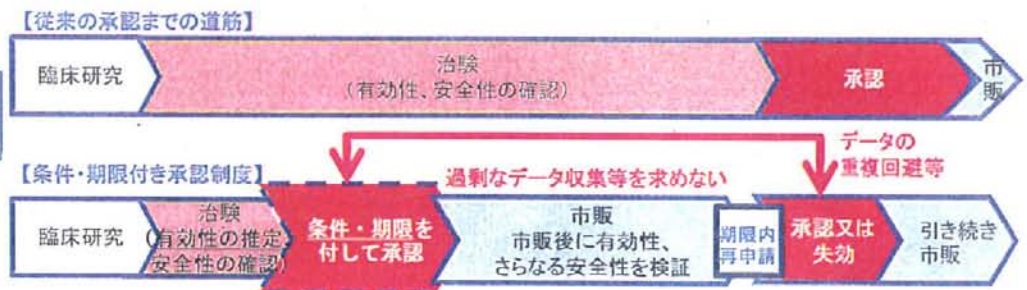 【従来の承認までの道筋】
臨床研究
治験
(有効性、安全性の確認)
承認
市
販
データの
重複回避等
【条件・期限付き承認制度】
過剰なデータ収集等を求めない
臨床研究
治験
(有効性の推定、
安全性の確認)
条件・期限を
付して承認
市販
市販後に有効性、
さらなる安全性を検証
期限内
再申請
承認又は
失効
引き続き
市販